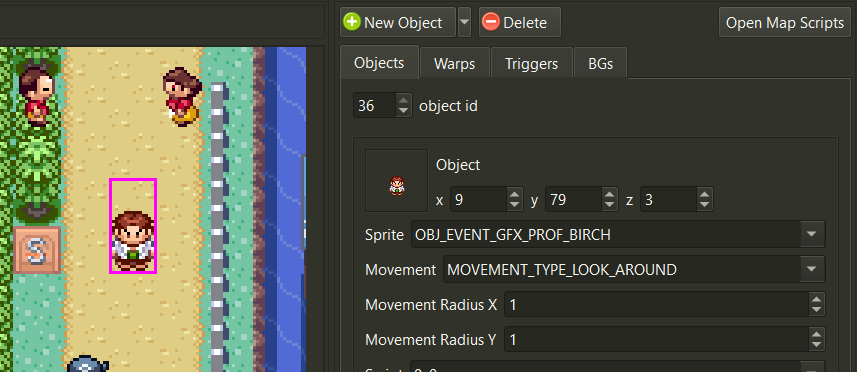 New Object
Delete
Open Map Scripts
Objects
Warps
Triggers
BGs
36 object id
Object
x 9 y 79 z 3
Sprite OBJ_EVENT_GFX_PROF_BIRCH
Movement MOVEMENT_TYPE_LOOK_AROUND
Movement Radius X 1
Movement Radius Y 1
S